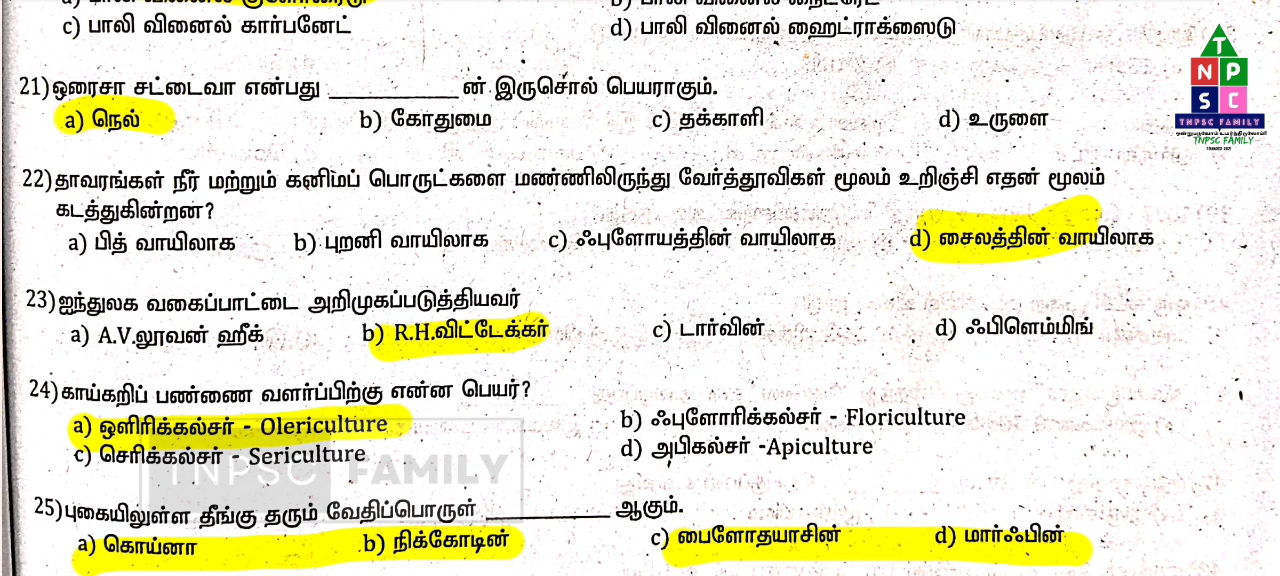 c) பாலி வினைல் கார்பனேட்
d) பாலி வினைல் ஹைட்ராக்ஸைடு
21)ஒரைசா சட்டைவா என்பது ____________ ன் இருசொல் பெயராகும்.
a) நெல் b) கோதுமை c) தக்காளி d) உருளை
22)தாவரங்கள் நீர் மற்றும் கனிமப் பொருட்களை மண்ணிலிருந்து வேர்த்தூவிகள் மூலம் உறிஞ்சி எதன் மூலம்
கடத்துகின்றன?
a) பித் வாயிலாக b) புறணி வாயிலாக c) ஃபுளோயத்தின் வாயிலாக d) சைலத்தின் வாயிலாக
23)ஐந்துலக வகைப்பாட்டை அறிமுகப்படுத்தியவர்
a) A.V.லூவன் ஹீக் b) R.H.விட்டேக்கர் c) டார்வின் d) ஃபிளெம்மிங்
24)காய்கறிப் பண்ணை வளர்ப்பிற்கு என்ன பெயர்?
a) ஒளிரிக்கல்சர் - Olericulture b) ஃபுளோரிக்கல்சர் - Floriculture
c) செரிக்கல்சர் - Sericulture d) அபிகல்சர் -Apiculture
25)புகையிலுள்ள தீங்கு தரும் வேதிப்பொருள் ____________ ஆகும்.
a) கொய்னா b) நிக்கோடின் c) பைளோதயாசின் d) மார்ஃபின்
T
N P
S C
TNPSC FAMILY
TNPSC FAMILY
TNPSC FAMILY